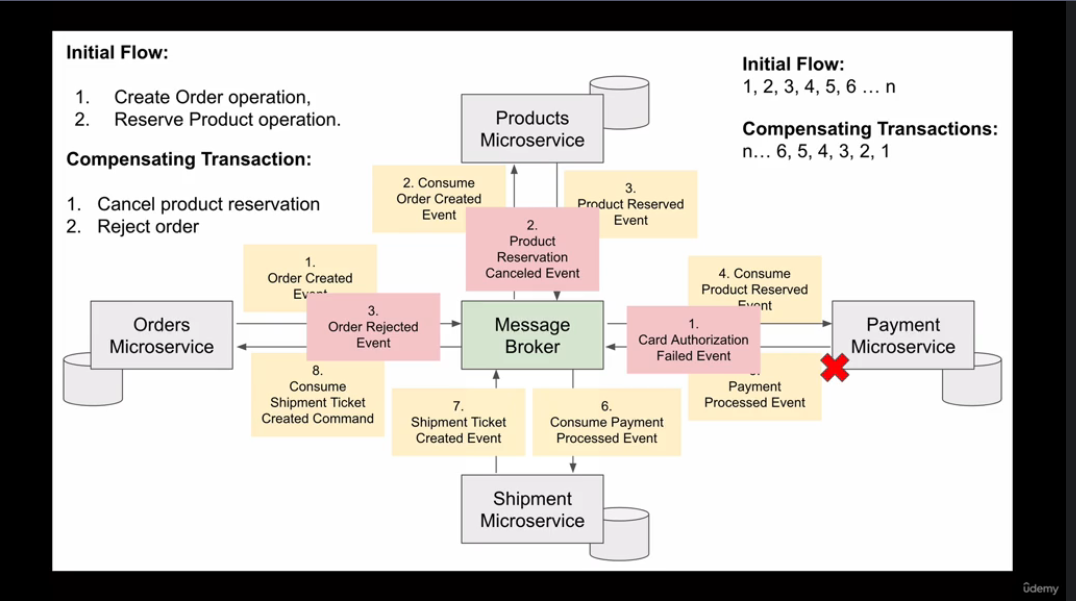 Initial Flow:
1. Create Order operation,
2. Reserve Product operation.
Compensating Transaction:
1. Cancel product reservation
2. Reject order
Initial Flow:
1, 2, 3, 4, 5, 6 ... n
Compensating Transactions:
n... 6, 5, 4, 3, 2, 1
Products
Microservice
2. Consume
Order Created
Event
3.
Product Reserved
Event
2.
Product
Reservation
Canceled Event
1.
Order Created
Event
3.
Order Rejected
Event
4. Consume
Product Reserved
Event
1.
Card Authorization
Failed Event
Orders
Microservice
Message
Broker
Payment
Microservice
8.
Consume
Shipment Ticket
Created Command
Payment
Processed Event
7.
Shipment Ticket
Created Event
6.
Consume Payment
Processed Event
Shipment
Microservice
ûdemy